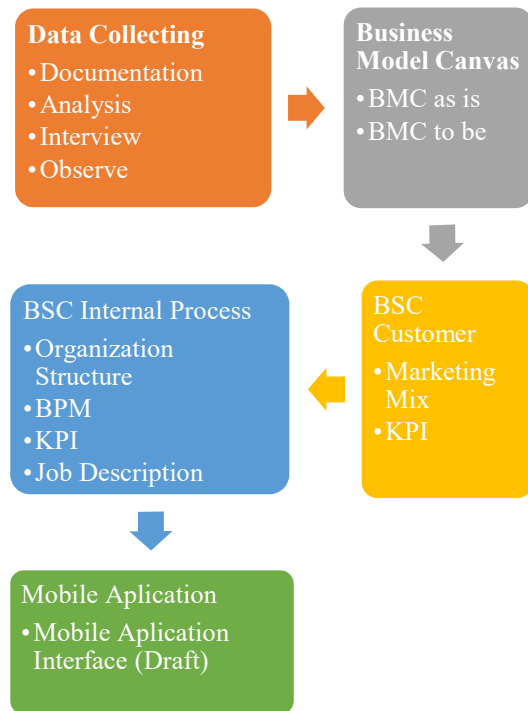 Data Collecting
•Documentation
•Analysis
•Interview
•Observe
Business
Model Canvas
•BMC as is
•BMC to be
BSC
Customer
•Marketing
Mix
•KPI
BSC Internal Process
•Organization
Structure
•BPM
•KPI
•Job Description
Mobile Aplication
•Mobile Aplication
Interface (Draft)